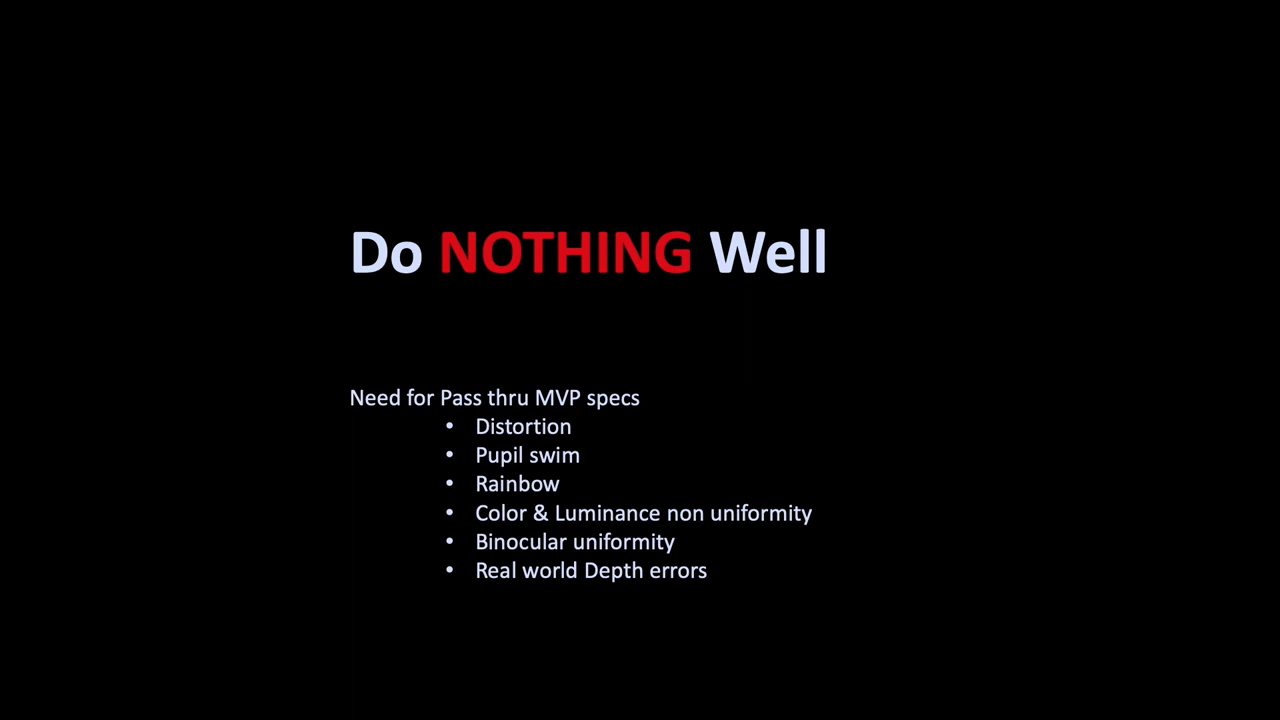 Do NOTHING Well
Need for Pass thru MVP specs
• Distortion
• Pupil swim
• Rainbow
• Color & Luminance non uniformity
• Binocular uniformity
• Real world Depth errors